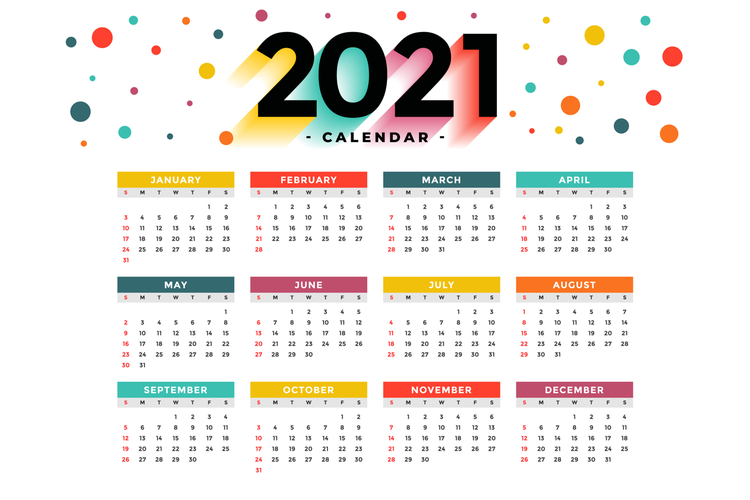 2021
- CALENDAR -
JANUARY
S M T W T F S
1 2
3 4 5 6 7 8 9
10 11 12 13 14 15 16
17 18 19 20 21 22 23
24 25 26 27 28 29 30
31
FEBRUARY
S M T W T F S
1 2 3 4 5 6
7 8 9 10 11 12 13
14 15 16 17 18 19 20
21 22 23 24 25 26 27
28
MARCH
S M T W T F S
1 2 3 4 5 6
7 8 9 10 11 12 13
14 15 16 17 18 19 20
21 22 23 24 25 26 27
28 29 30 31
APRIL
S M T W T F S
1 2 3
4 5 6 7 8 9 10
11 12 13 14 15 16 17
18 19 20 21 22 23 24
25 26 27 28 29 30
MAY
S M T W T F S
1
2 3 4 5 6 7 8
9 10 11 12 13 14 15
16 17 18 19 20 21 22
23 24 25 26 27 28 29
30 31
JUNE
S M T W T F S
1 2 3 4 5
6 7 8 9 10 11 12
13 14 15 16 17 18 19
20 21 22 23 24 25 26
27 28 29 30
JULY
S M T W T F S
1 2 3
4 5 6 7 8 9 10
11 12 13 14 15 16 17
18 19 20 21 22 23 24
25 26 27 28 29 30 31
AUGUST
S M T W T F S
1 2 3 4 5 6 7
8 9 10 11 12 13 14
15 16 17 18 19 20 21
22 23 24 25 26 27 28
29 30 31
SEPTEMBER
S M T W T F S
1 2 3 4
5 6 7 8 9 10 11
12 13 14 15 16 17 18
19 20 21 22 23 24 25
26 27 28 29 30
OCTOBER
S M T W T F S
1 2
3 4 5 6 7 8 9
10 11 12 13 14 15 16
17 18 19 20 21 22 23
24 25 26 27 28 29 30
31
NOVEMBER
S M T W T F S
1 2 3 4 5 6
7 8 9 10 11 12 13
14 15 16 17 18 19 20
21 22 23 24 25 26 27
28 29 30
DECEMBER
S M T W T F S
1 2 3 4
5 6 7 8 9 10 11
12 13 14 15 16 17 18
19 20 21 22 23 24 25
26 27 28 29 30 31